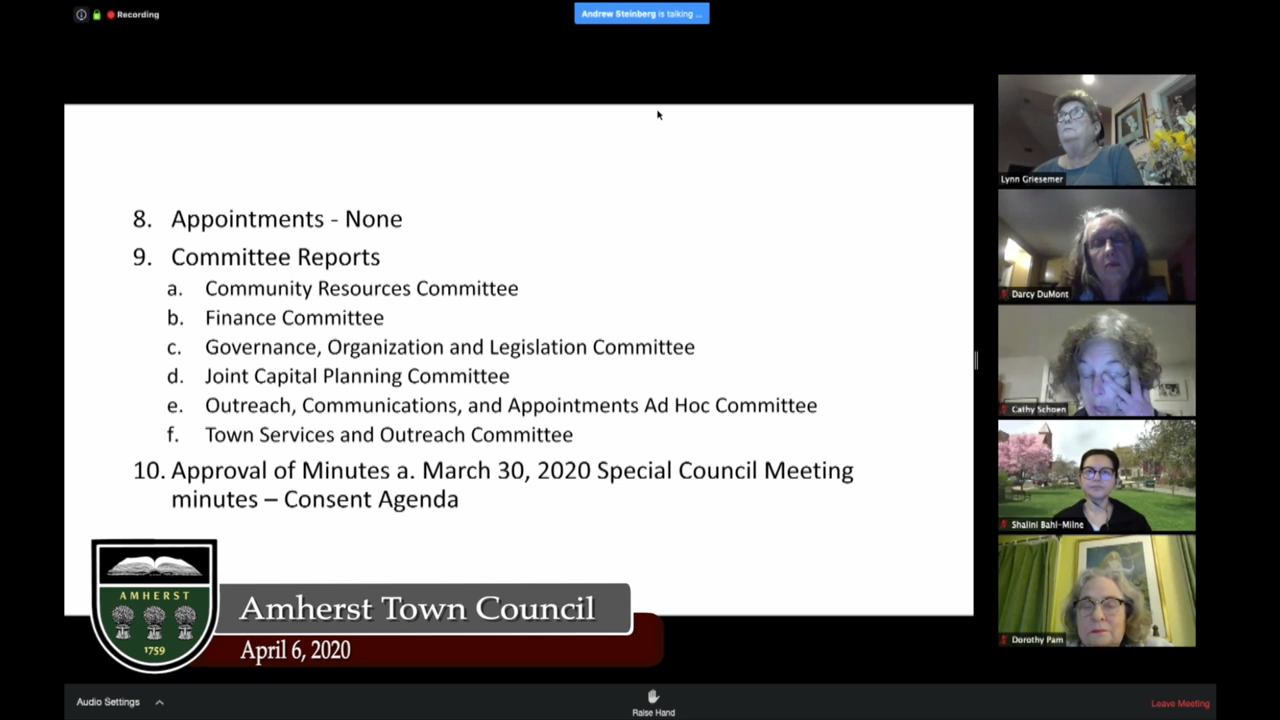 Recording
Andrew Steinberg is talking ...
8. Appointments - None
9. Committee Reports
a. Community Resources Committee
b. Finance Committee
c. Governance, Organization and Legislation Committee
d. Joint Capital Planning Committee
e. Outreach, Communications, and Appointments Ad Hoc Committee
f. Town Services and Outreach Committee
10. Approval of Minutes a. March 30, 2020 Special Council Meeting
minutes – Consent Agenda
Lynn Griesemer
Darcy DuMont
Cathy Schoen
Shalini Bahl-Milne
Dorothy Pam
AMHERST
1759
Amherst Town Council
April 6, 2020
Audio Settings
Raise Hand
Leave Meeting